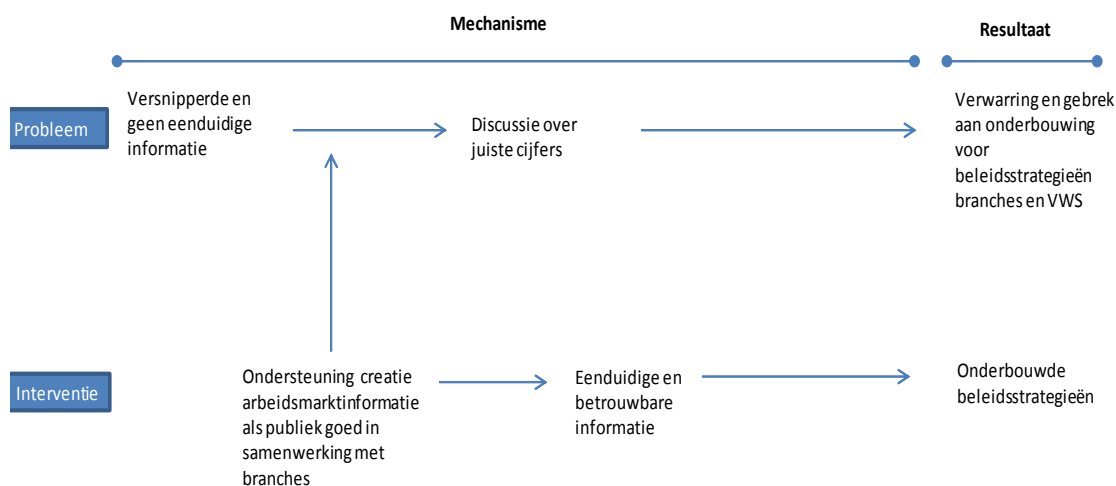 Mechanisme
Resultaat
Probleem
Versnipperde en
geen eenduidige
informatie
Discussie over
juiste cijfers
Verwarring en gebrek
aan onderbouwing
voor
beleidsstrategieën
branches en VWS
Interventie
Ondersteuning creatie
arbeidsmarktinformatie
als publiek goed in
samenwerking met
branches
Eenduidige en
betrouwbare
informatie
Onderbouwde
beleidsstrategieën